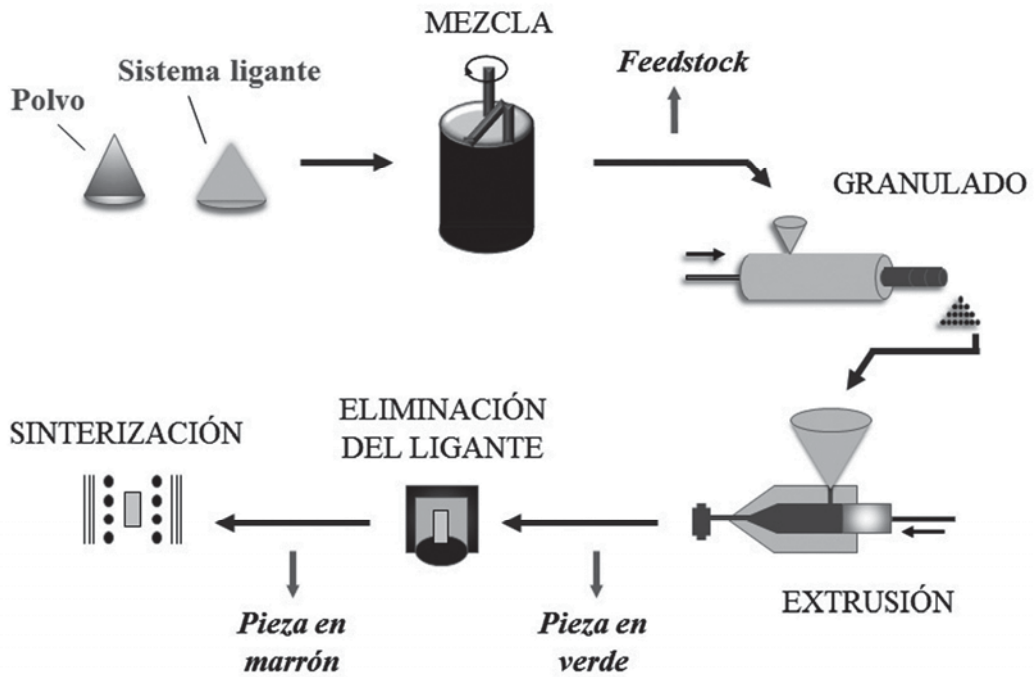 MEZCLA
Sistema ligante
Polvo
Feedstock
GRANULADO
EXTRUSIÓN
Pieza en
verde
ELIMINACIÓN
DEL LIGANTE
Pieza en
marrón
SINTERIZACIÓN